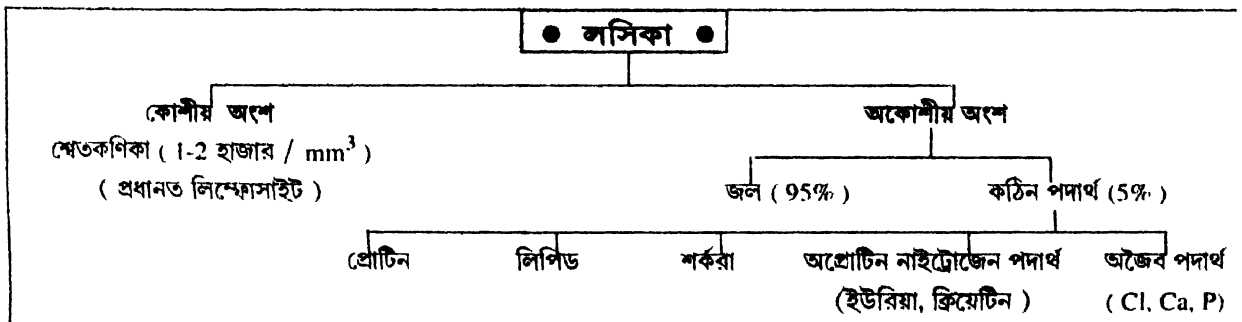 ● লসিকা ●
কোশীয় অংশ অকোশীয় অংশ
শ্বেতকণিকা ( 1-2 হাজার / mm³ )
( প্রধানত লিম্ফোসাইট ) জল ( 95% ) কঠিন পদার্থ (5% )
প্রোটিন লিপিড শর্করা অপ্রোটিন নাইট্রোজেন পদার্থ অজৈব পদার্থ
(ইউরিয়া, ক্রিয়েটিন ) ( Cl, Ca, P)